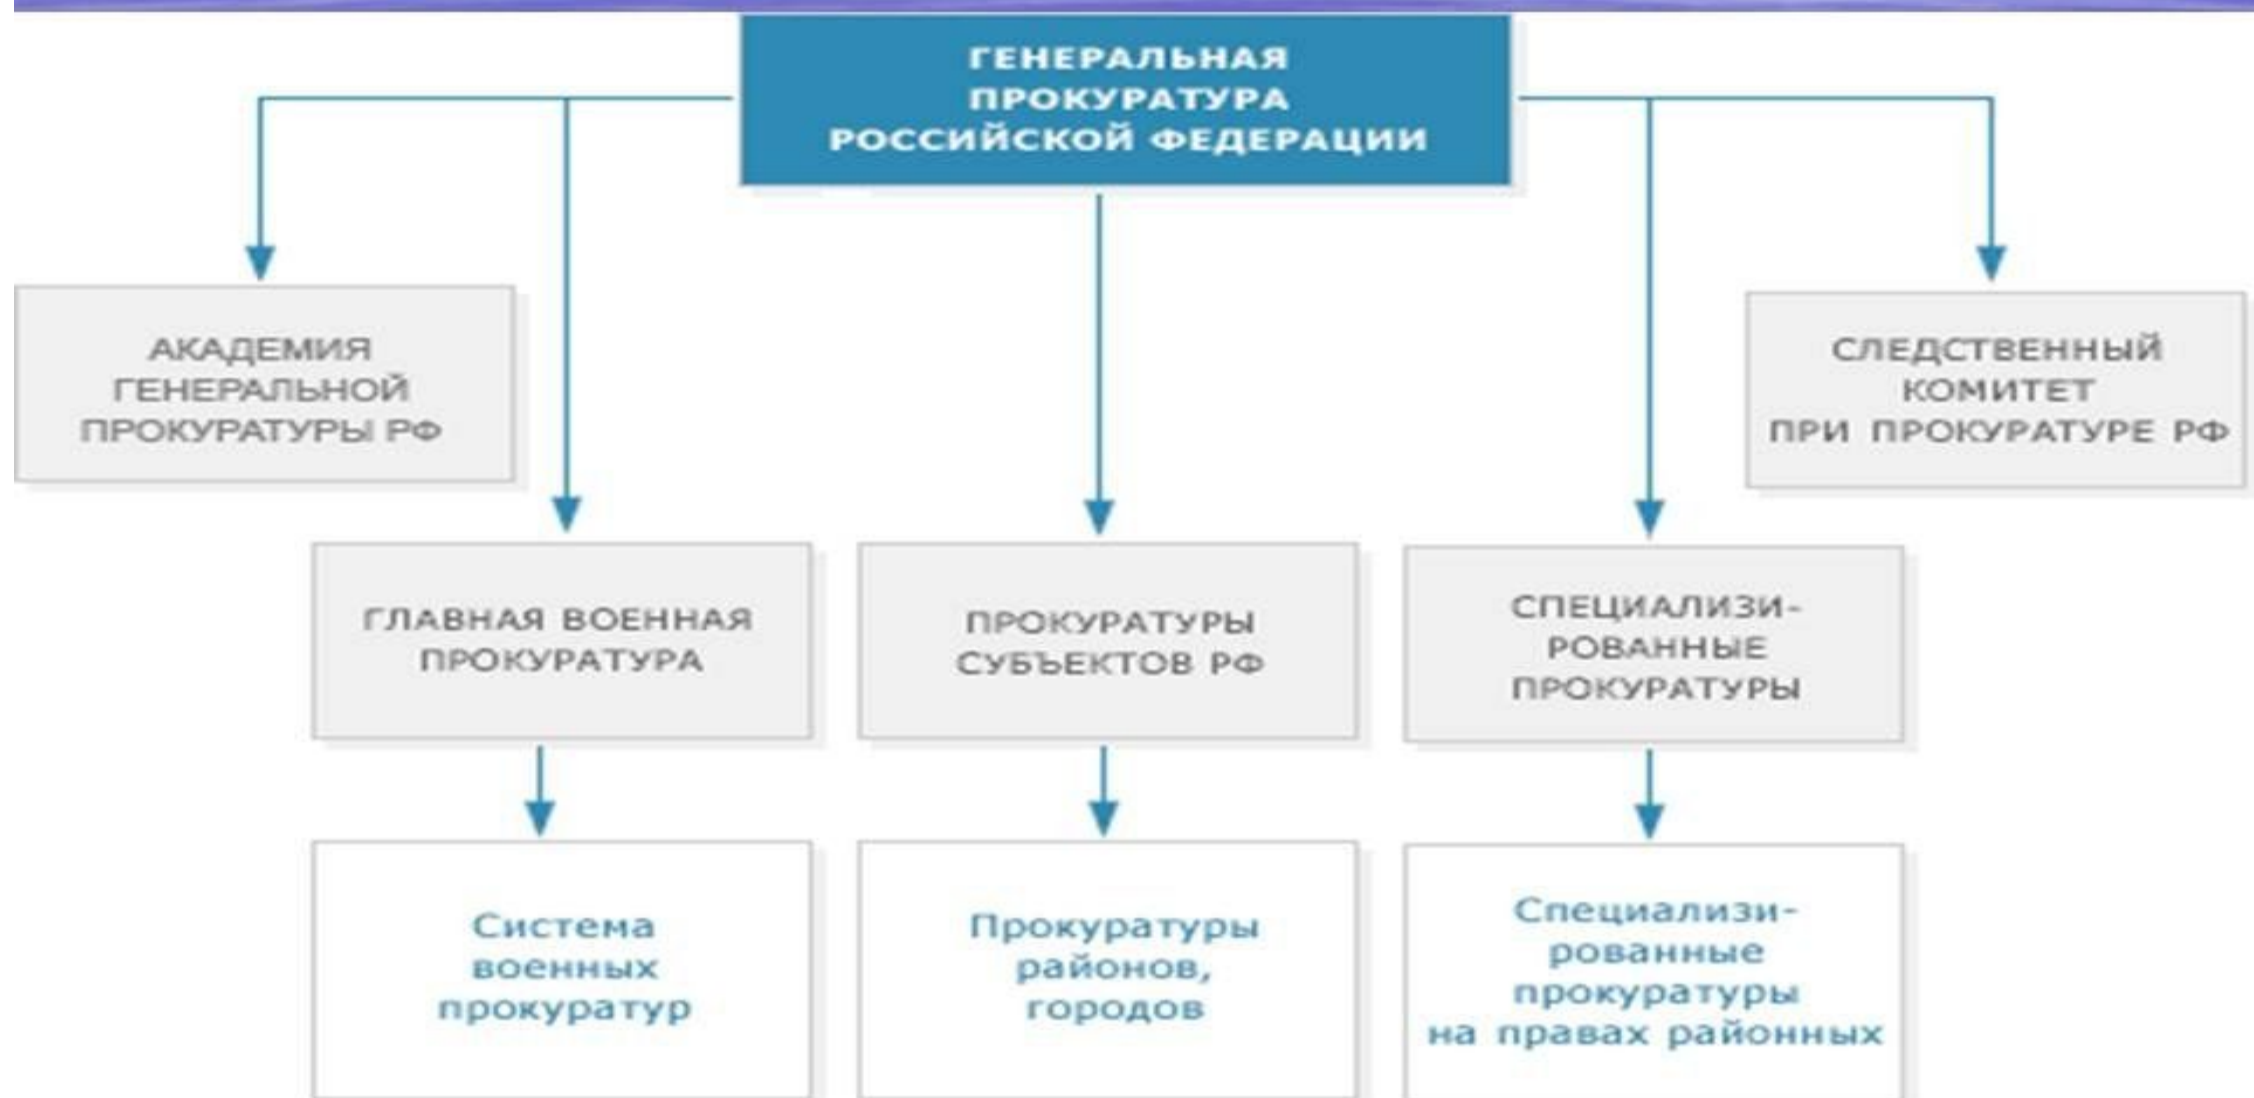 ГЕНЕРАЛЬНАЯ
ПРОКУРАТУРА
РОССИЙСКОЙ ФЕДЕРАЦИИ
АКАДЕМИЯ
ГЕНЕРАЛЬНОЙ
ПРОКУРАТУРЫ РФ
СЛЕДСТВЕННЫЙ
КОМИТЕТ
ПРИ ПРОКУРАТУРЕ РФ
ГЛАВНАЯ ВОЕННАЯ
ПРОКУРАТУРА
ПРОКУРАТУРЫ
СУБЪЕКТОВ РФ
СПЕЦИАЛИЗИ-
РОВАННЫЕ
ПРОКУРАТУРЫ
Система
военных
прокуратур
Прокуратуры
районов,
городов
Специализи-
рованные
прокуратуры
на правах районных